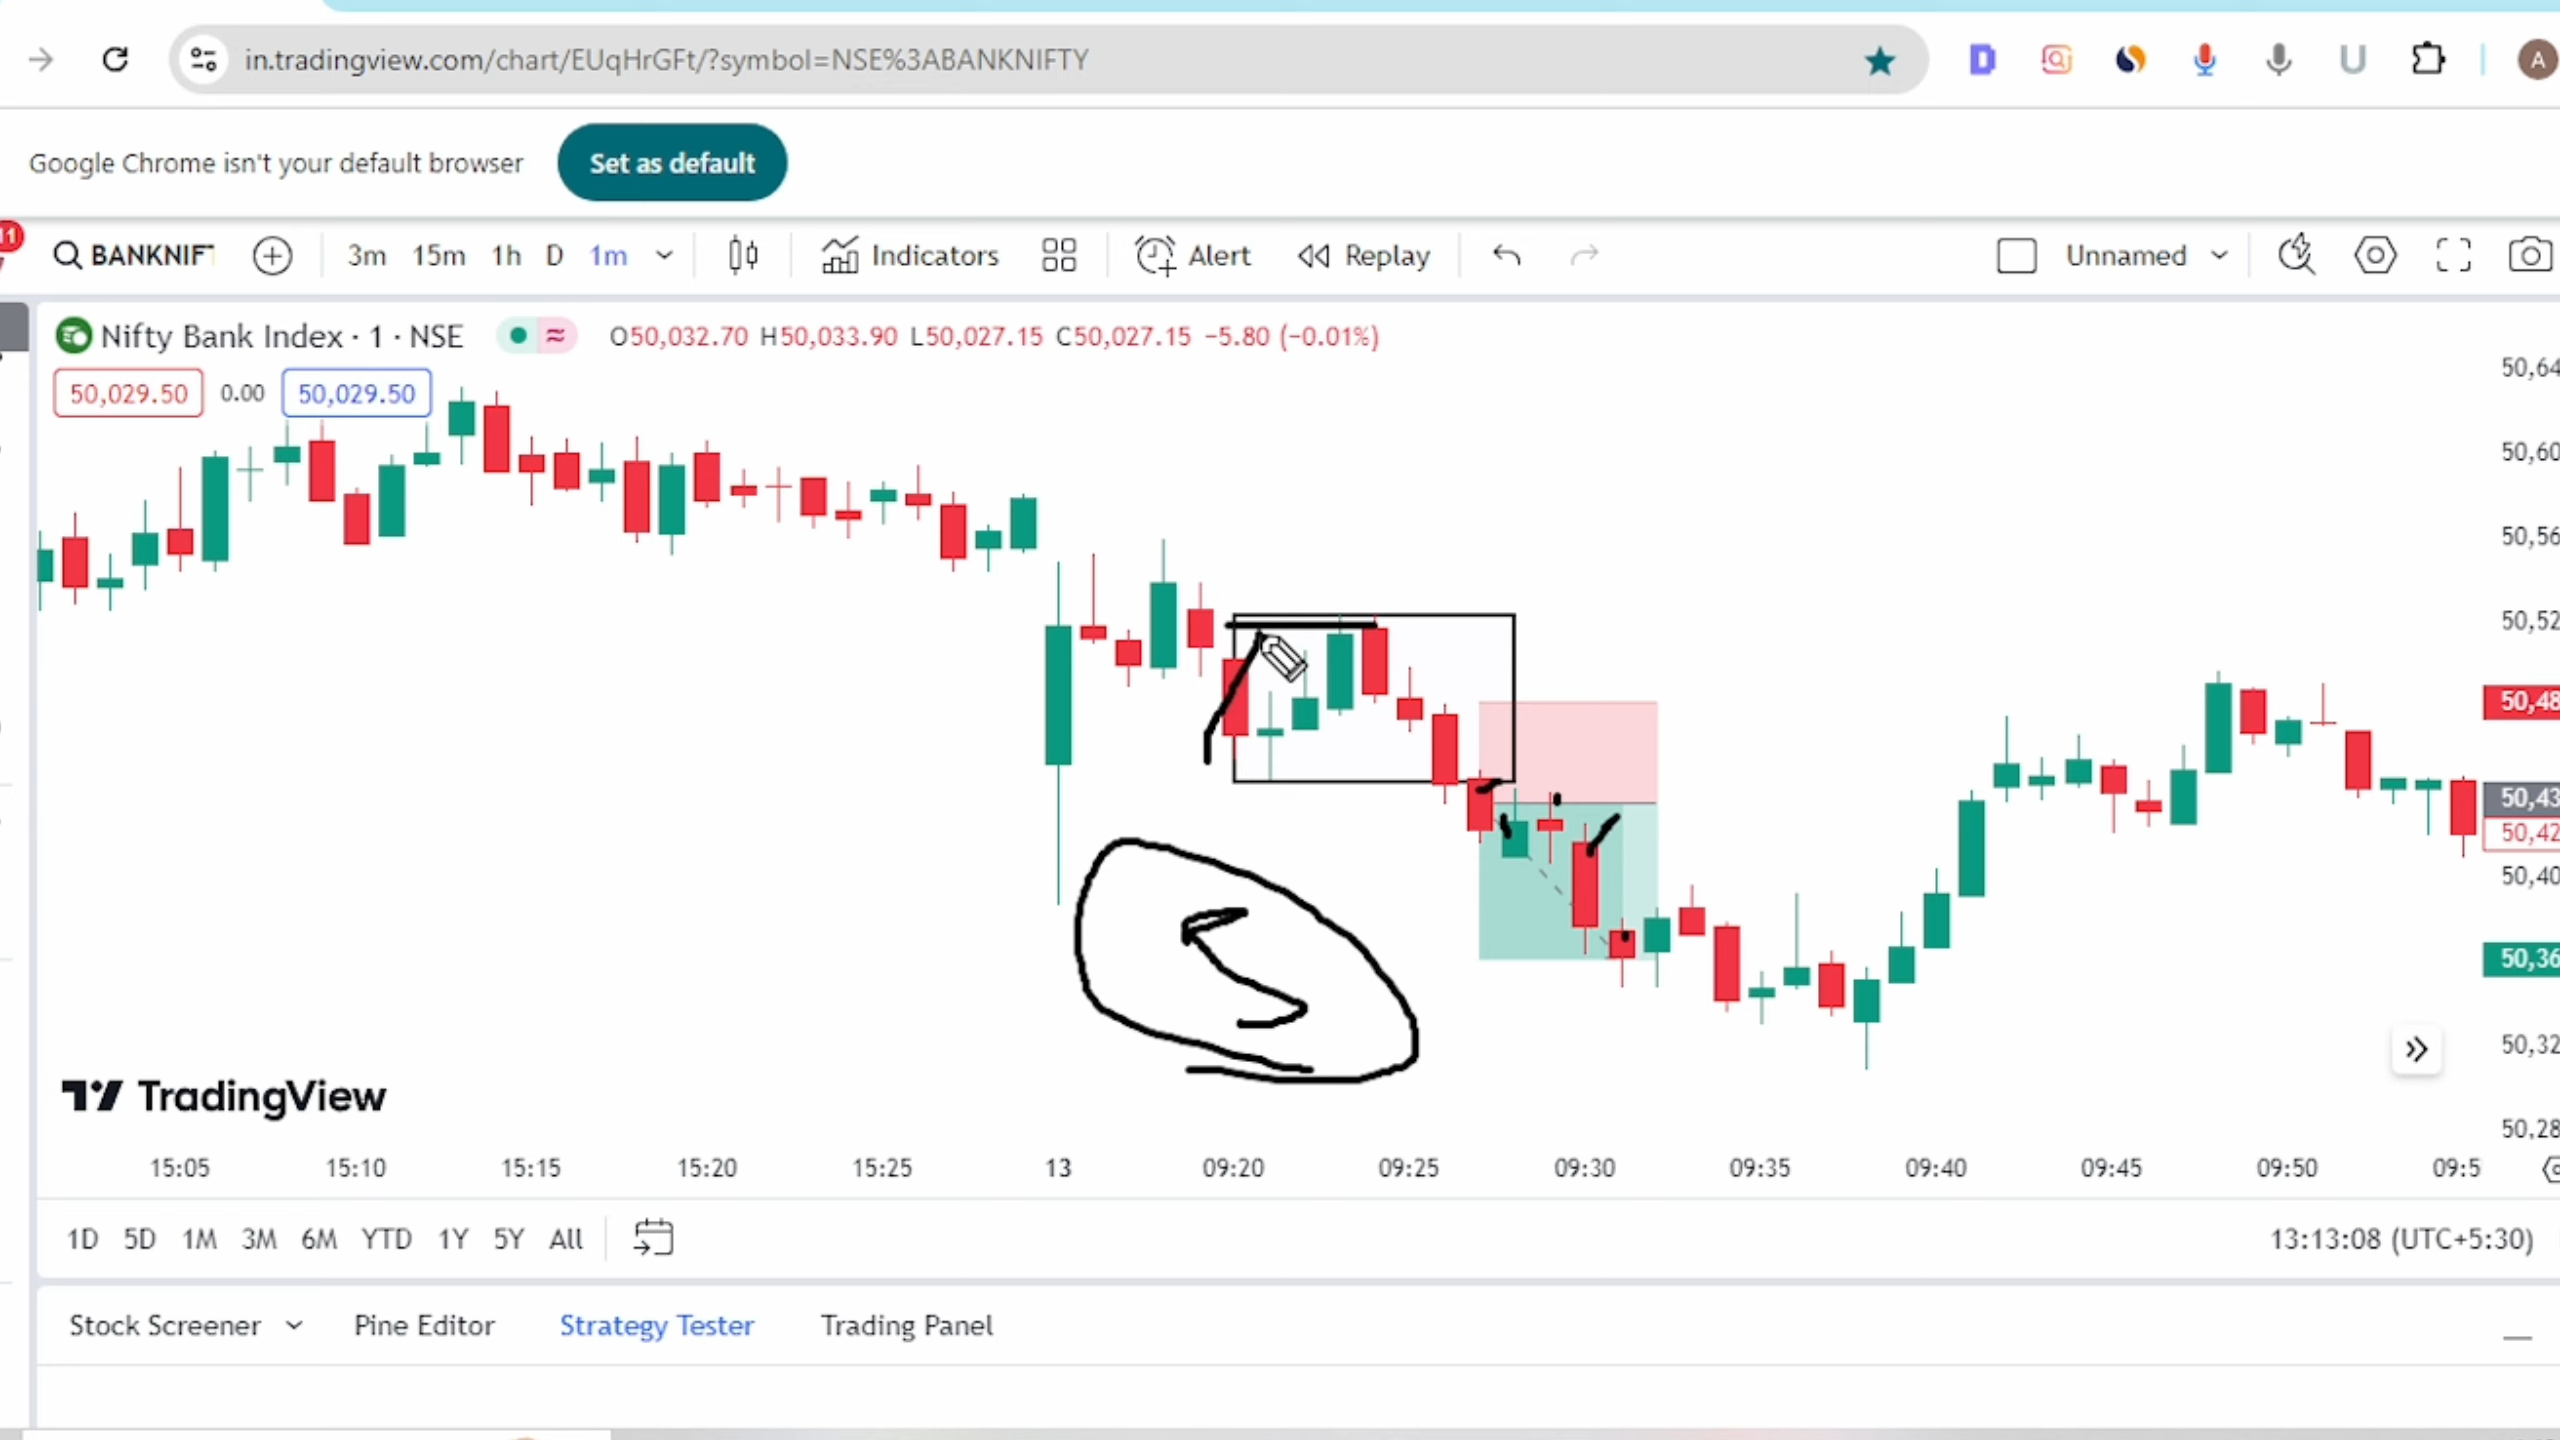 in.tradingview.com/chart/EUqHrGFt/?symbol=NSE%3ABANKNIFTY
A
Google Chrome isn't your default browser
Set as default
11
BANKNIFT 3m 15m 1h D 1m Indicators Alert Replay Unnamed
Nifty Bank Index · 1 · NSE O50,032.70 H50,033.90 L50,027.15 C50,027.15 −5.80 (−0.01%)
50,029.50 0.00 50,029.50
50,64
50,60
50,56
50,52
50,48
50,43
50,42
50,40
50,36
50,32
50,28
TradingView
15:05 15:10 15:15 15:20 15:25 13 09:20 09:25 09:30 09:35 09:40 09:45 09:50 09:5
1D 5D 1M 3M 6M YTD 1Y 5Y All 13:13:08 (UTC+5:30)
Stock Screener Pine Editor Strategy Tester Trading Panel